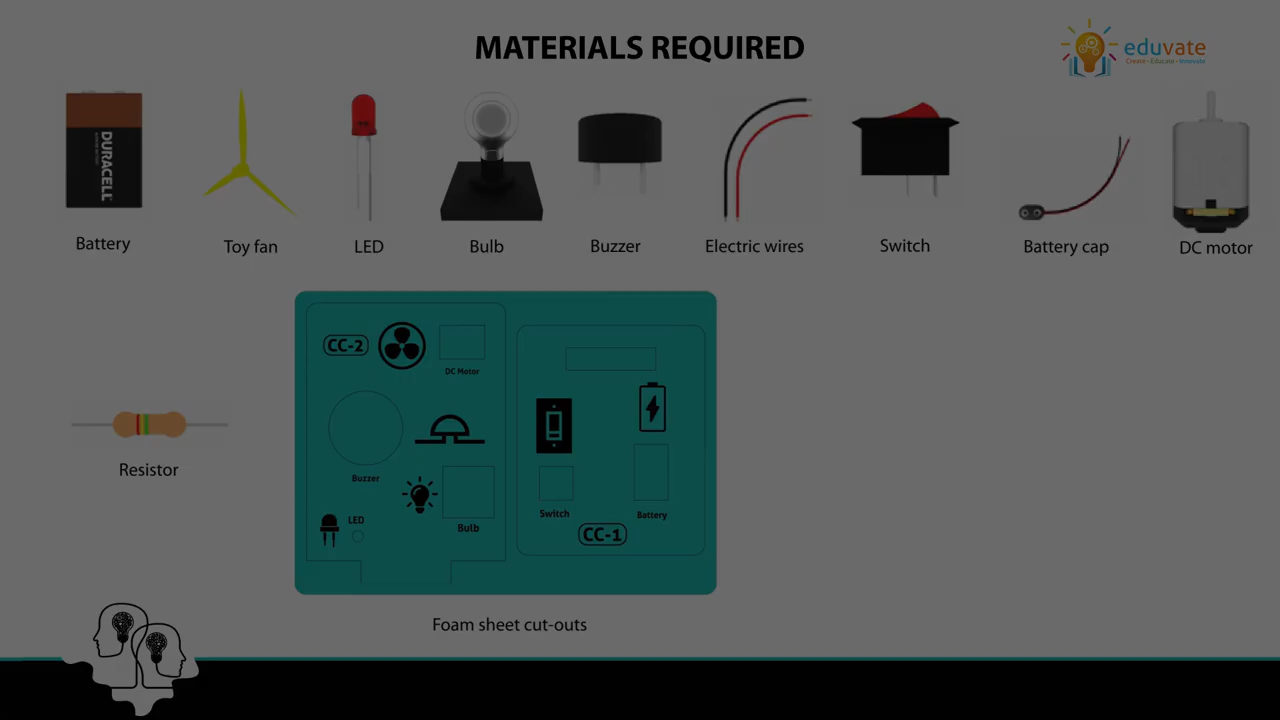 MATERIALS REQUIRED
eduvate
Create - Educate - Innovate
DURACELL
Battery
Toy fan
LED
Bulb
Buzzer
Electric wires
Switch
Battery cap
DC motor
CC-2
DC Motor
Buzzer
LED
Bulb
Switch
Battery
CC-1
Resistor
Foam sheet cut-outs